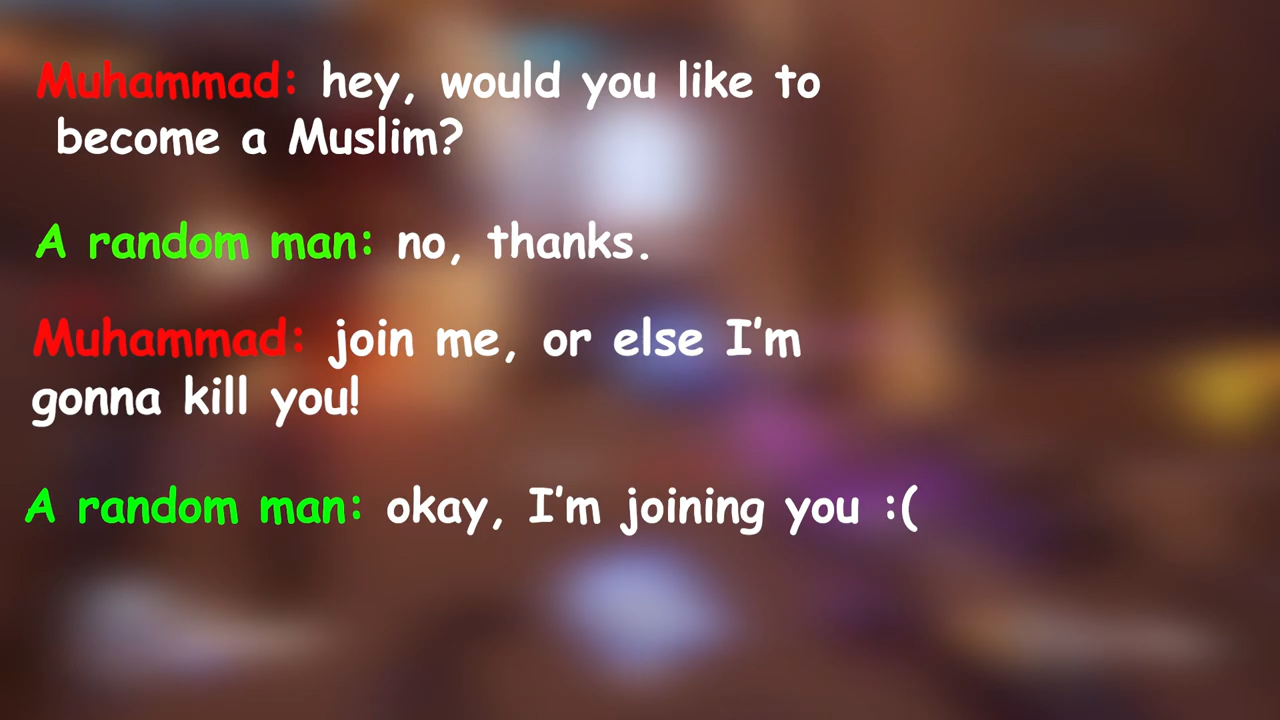 Muhammad: hey, would you like to
become a Muslim?
A random man: no, thanks.
Muhammad: join me, or else I'm
gonna kill you!
A random man: okay, I'm joining you :(